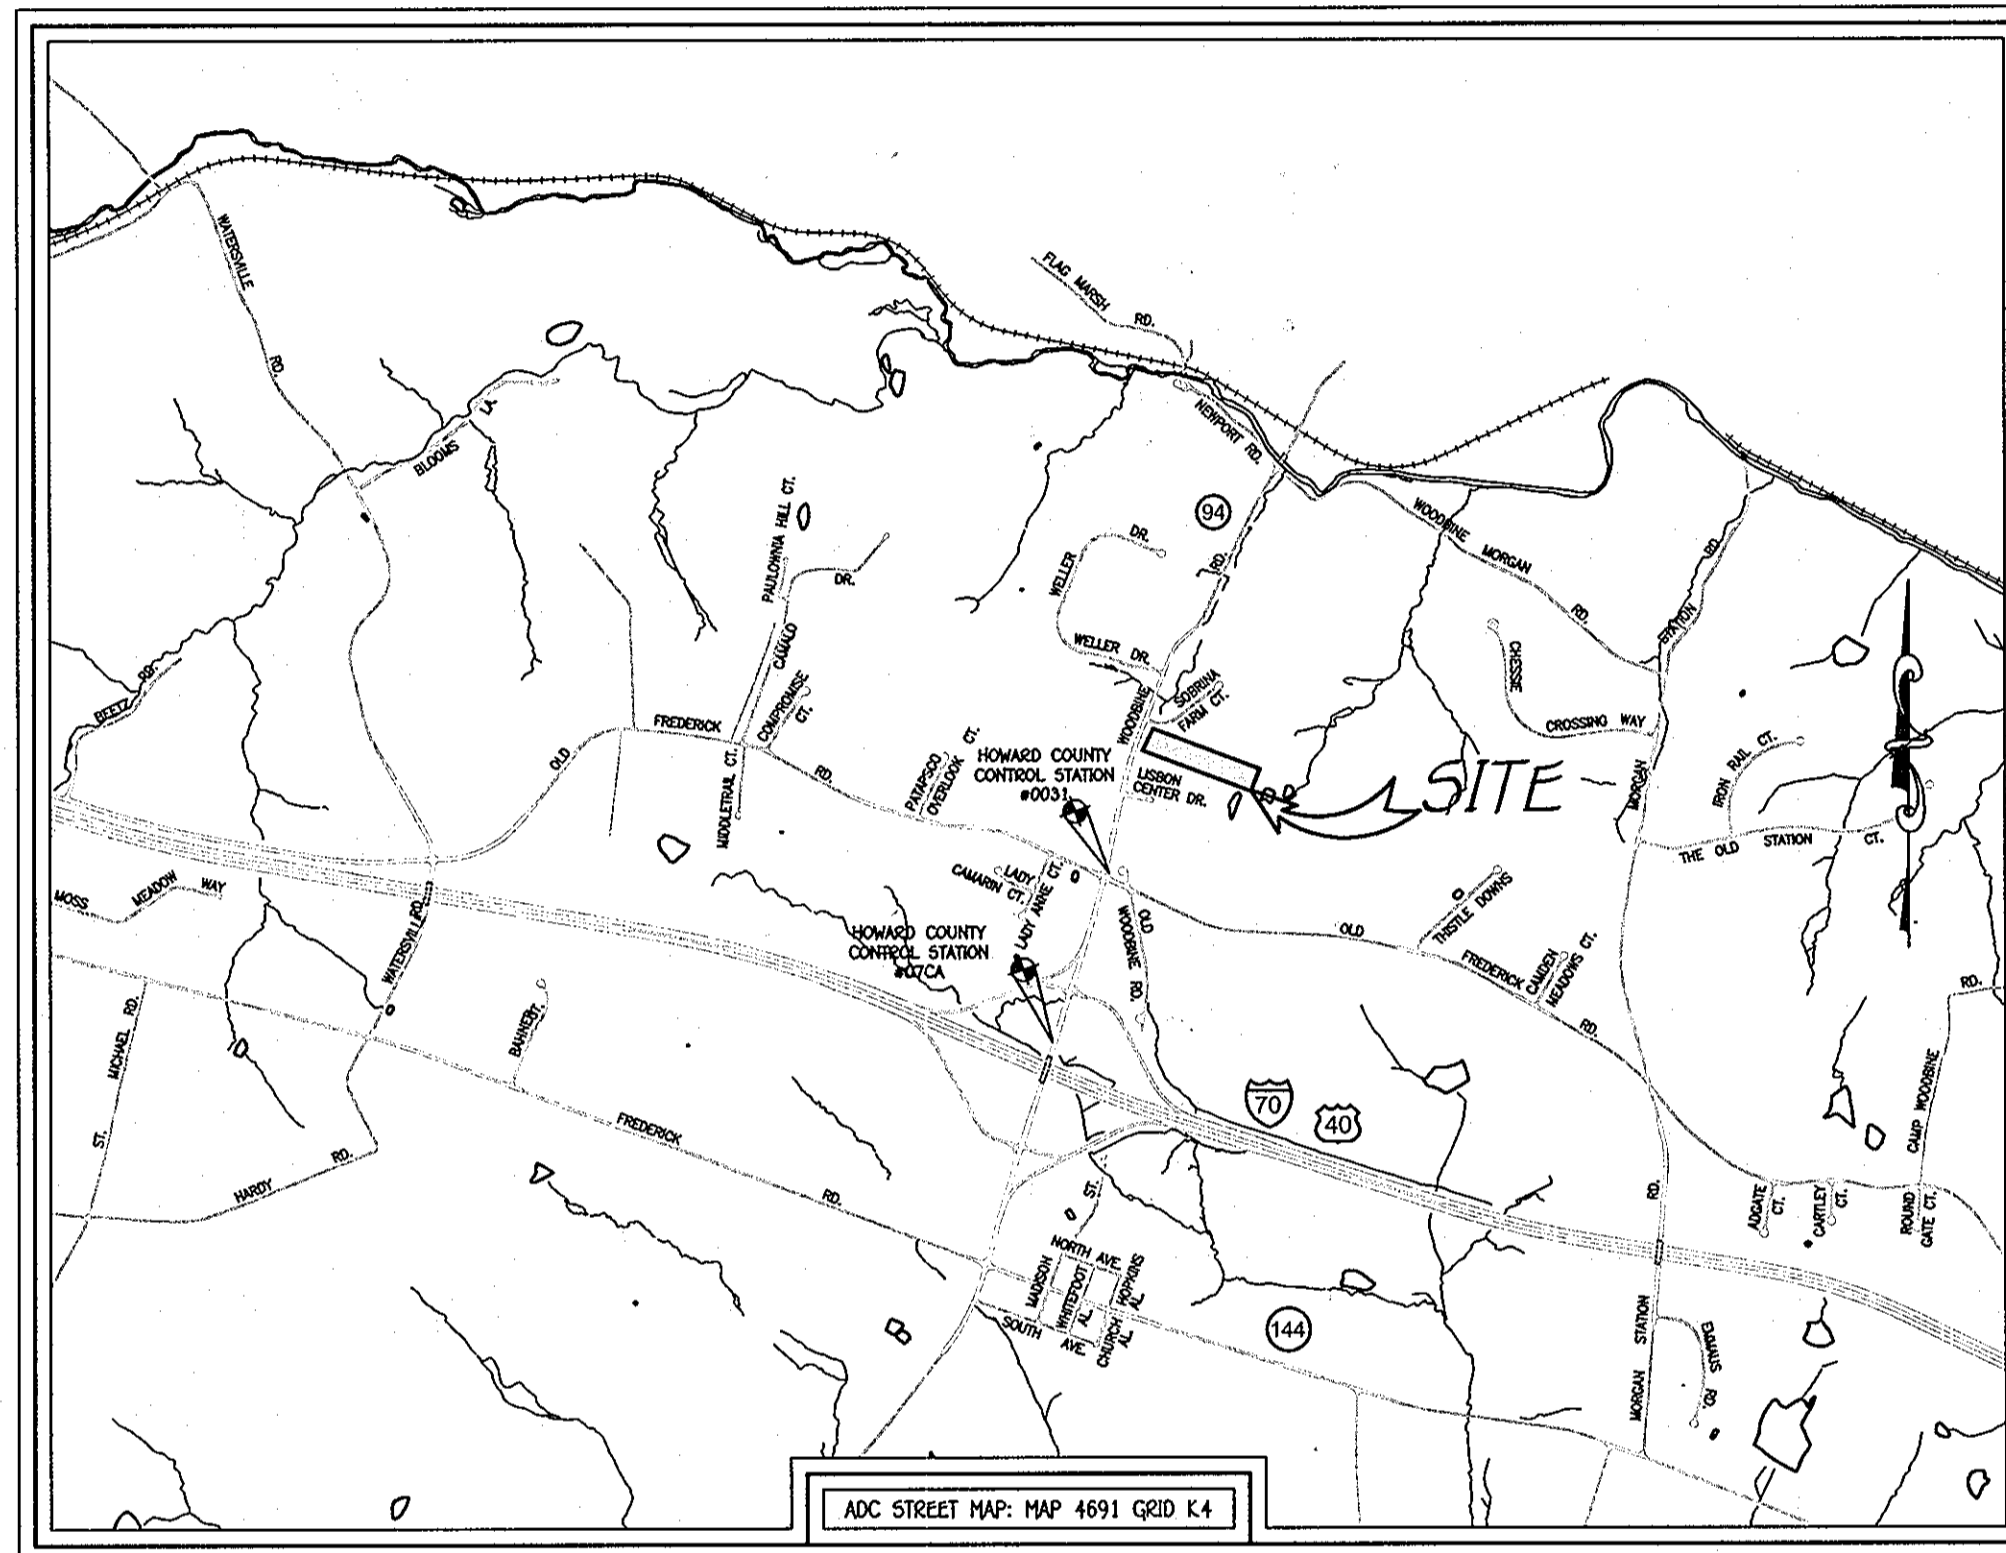 WATERSVILLE
RD.
FLAG MARSH
RD.
NEWPORT RD.
BLOOMS
LA.
94
RD.
WOODBINE
MORGAN
RD.
STATION
RD.
PAULOWNIA HILL CT.
DR.
CAMALO
COMPROMISE
CT.
WELLER
DR.
WELLER DR.
SOBRINA
FARM CT.
WOODBINE
CHESSIE
CROSSING WAY
BEETZ
RD.
OLD
FREDERICK
RD.
MIDDLETRAIL CT.
PATAPSCO
OVERLOOK
CT.
HOWARD COUNTY
CONTROL STATION
#0031
LISBON
CENTER DR.
SITE
MORGAN
IRON RAIL CT.
THE OLD
STATION
CT.
MOSS
MEADOW
WAY
WATERSVILLE
RD.
LADY
CAMARIN CT.
LADY ANNE
CT.
OLD
WOODBINE RD.
HOWARD COUNTY
CONTROL STATION
#07CA
OLD
FREDERICK
RD.
THISTLE DOWNS
CAMDEN
MEADOWS CT.
RD.
CAMP WOODBINE
MICHAEL RD.
ST.
BAHNER
CT.
HARDY
RD.
FREDERICK
RD.
70
40
ST.
NORTH AVE
MADISON
WHITEFOOT
AL.
HOPKINS
AL.
SOUTH
AVE
CHURCH
AL.
144
RD.
MORGAN STATION
EMMAUS
RD.
ADGATE
CT.
CARTLEY
CT.
ROUND
GATE CT.
ADC STREET MAP: MAP 4691 GRID K4